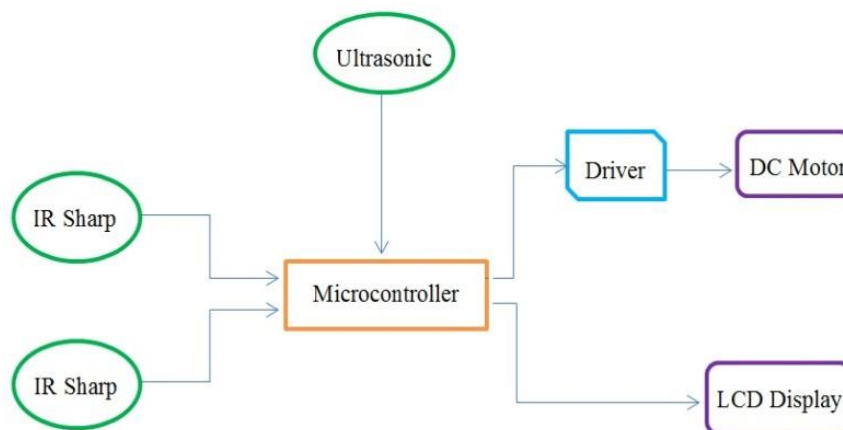 Ultrasonic
Driver
DC Motor
IR Sharp
Microcontroller
IR Sharp
LCD Display